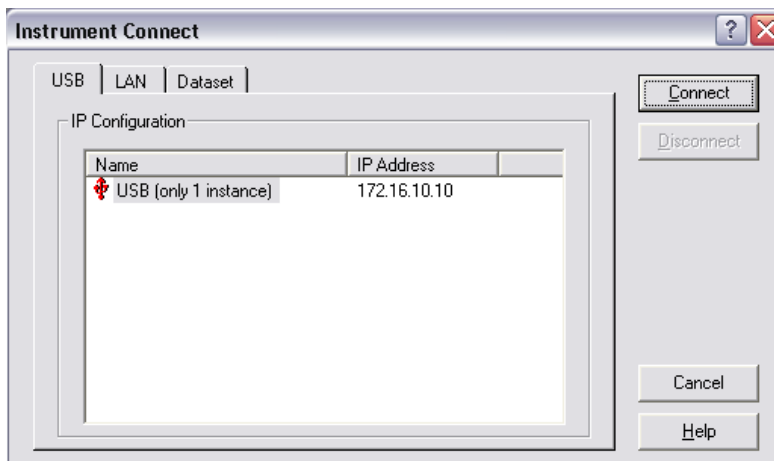 Instrument Connect
USB LAN Dataset
Connect
IP Configuration
Disconnect
Name IP Address
USB (only 1 instance) 172.16.10.10
Cancel
Help